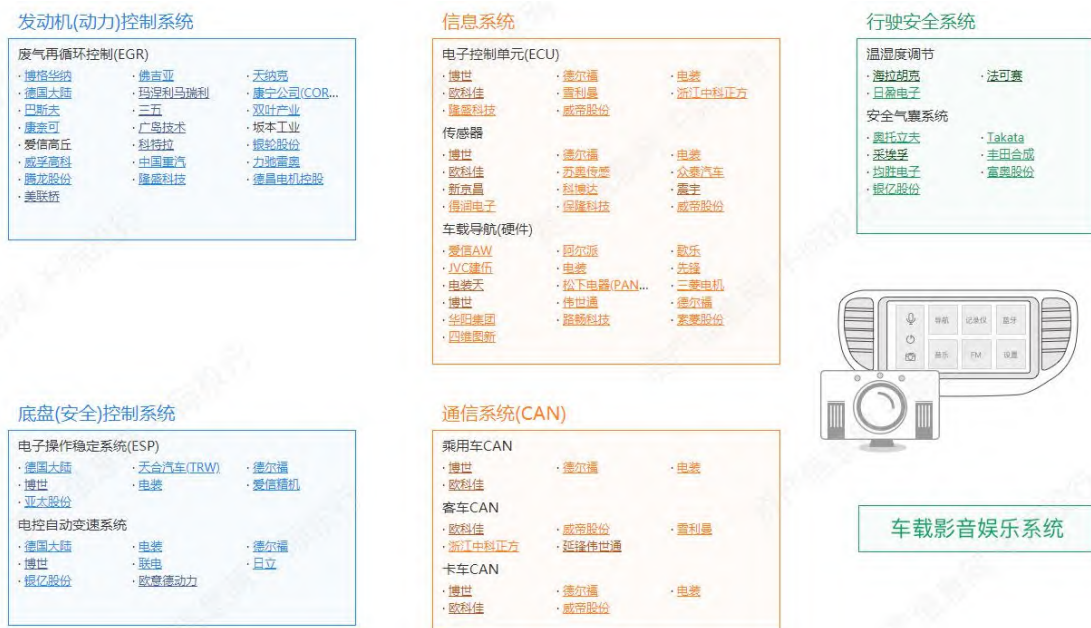 发动机(动力)控制系统
废气再循环控制(EGR)
·博格华纳 ·佛吉亚 ·天纳克
·德国大陆 ·玛涅利马瑞利 ·康宁公司(COR...
·巴斯夫 ·三五 ·双叶产业
·康奈可 ·广岛技术 ·坂本工业
·爱信高丘 ·科特拉 ·银轮股份
·威孚高科 ·中国重汽 ·力驰雷奥
·腾龙股份 ·隆盛科技 ·德昌电机控股
·美联桥
信息系统
电子控制单元(ECU)
·博世 ·德尔福 ·电装
·欧科佳 ·雪利曼 ·浙江中科正方
·隆盛科技 ·威帝股份
传感器
·博世 ·德尔福 ·电装
·欧科佳 ·苏奥传感 ·众泰汽车
·新京昌 ·科博达 ·震宇
·得润电子 ·保隆科技 ·威帝股份
车载导航(硬件)
·爱信AW ·阿尔派 ·歌乐
·JVC建伍 ·电装 ·先锋
·电装天 ·松下电器(PAN... ·三菱电机
·博世 ·伟世通 ·德尔福
·华阳集团 ·路畅科技 ·索菱股份
·四维图新
行驶安全系统
温湿度调节
·海拉胡克 ·法可赛
·日盈电子
安全气囊系统
·奥托立夫 ·Takata
·采埃孚 ·丰田合成
·均胜电子 ·富奥股份
·银亿股份
导航 记录仪 蓝牙
音乐 FM 设置
底盘(安全)控制系统
电子操作稳定系统(ESP)
·德国大陆 ·天合汽车(TRW) ·德尔福
·博世 ·电装 ·爱信精机
·亚太股份
电控自动变速系统
·德国大陆 ·电装 ·德尔福
·博世 ·联电 ·日立
·银亿股份 ·欧意德动力
通信系统(CAN)
乘用车CAN
·博世 ·德尔福 ·电装
·欧科佳
客车CAN
·欧科佳 ·威帝股份 ·雪利曼
·浙江中科正方 ·延锋伟世通
卡车CAN
·博世 ·德尔福 ·电装
·欧科佳 ·威帝股份
车载影音娱乐系统